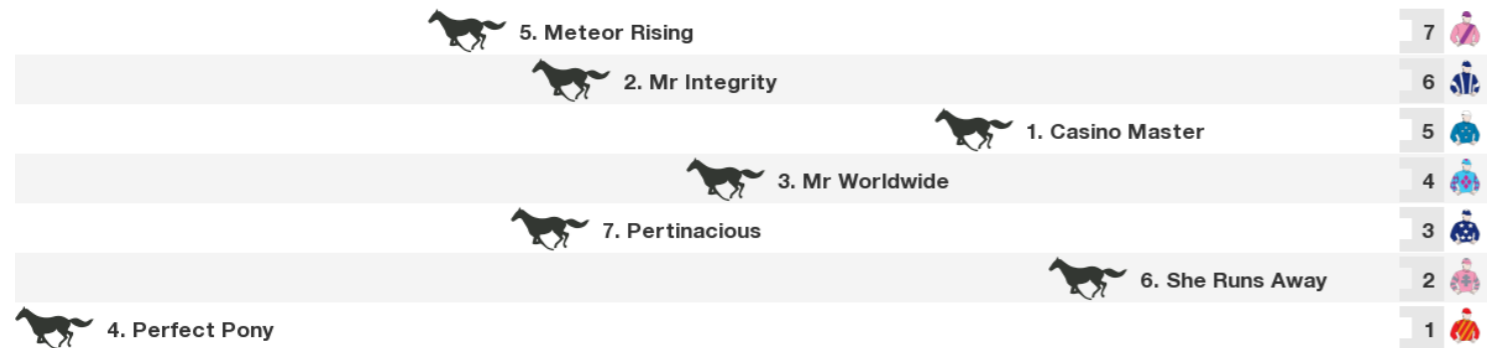 5. Meteor Rising 7
2. Mr Integrity 6
1. Casino Master 5
3. Mr Worldwide 4
7. Pertinacious 3
6. She Runs Away 2
4. Perfect Pony 1